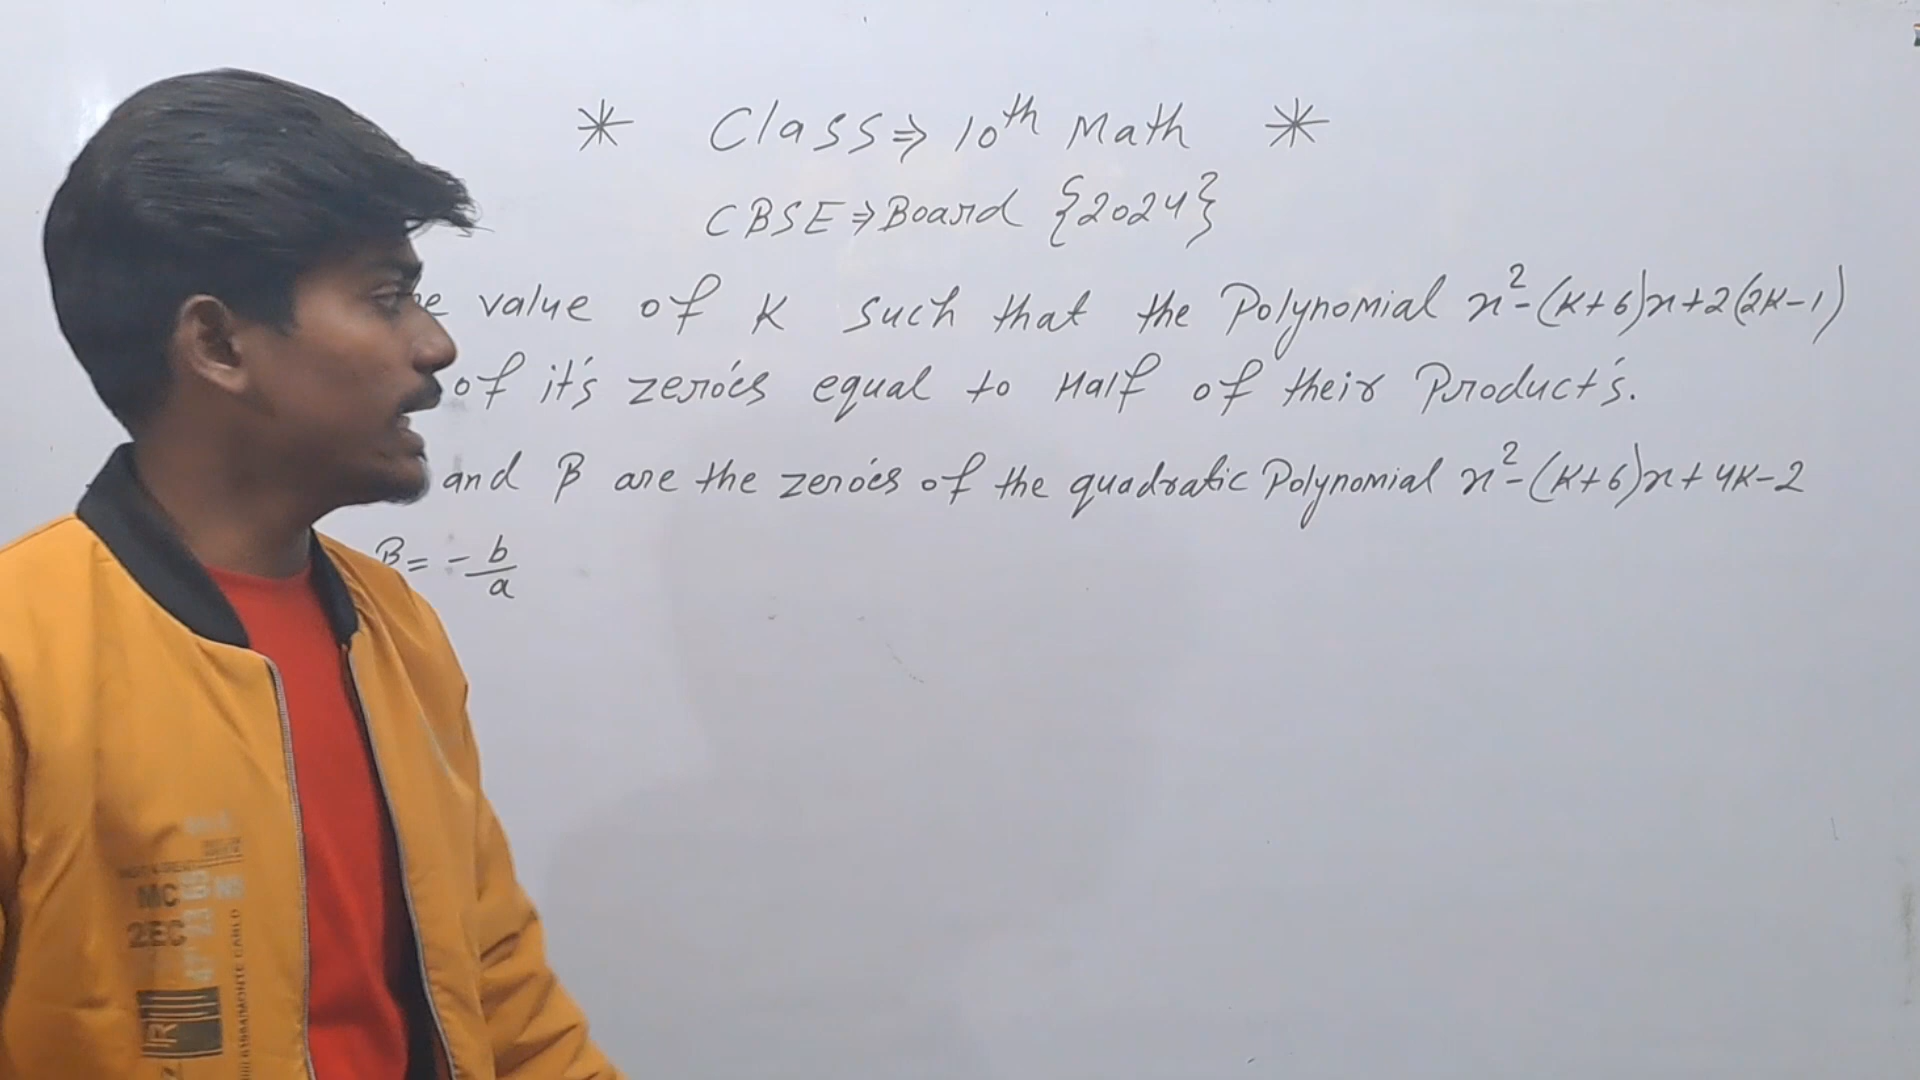 * Class ⇒ 10th Math *
CBSE ⇒ Board {2024}
value of K such that the Polynomial x²-(K+6)x+2(2K-1)
of it's zeroes equal to Half of their Product's.
and β are the zeroes of the quadratic Polynomial x²-(K+6)x+4K-2
β = -b/a
MC
2EC